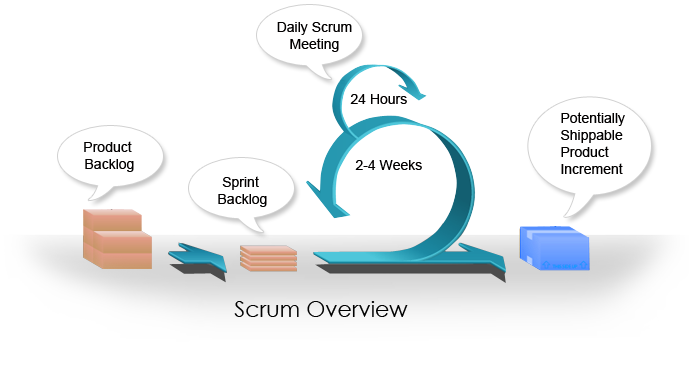 Daily Scrum
Meeting
24 Hours
Potentially
Shippable
Product
Increment
Product
Backlog
2-4 Weeks
Sprint
Backlog
Scrum Overview